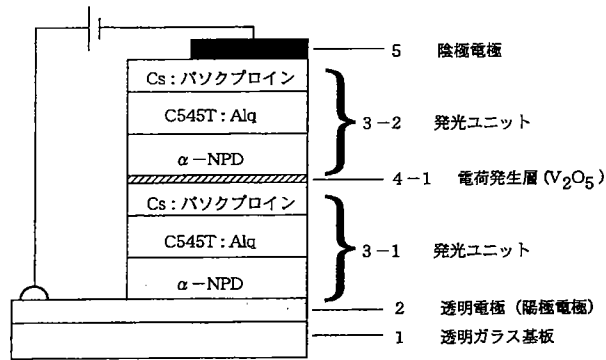 5 陰極電極
Cs:バソクプロイン
C545T:Alq
3-2 発光ユニット
α-NPD
4-1 電荷発生層(V₂O₅)
Cs:バソクプロイン
C545T:Alq
3-1 発光ユニット
α-NPD
2 透明電極(陽極電極)
1 透明ガラス基板